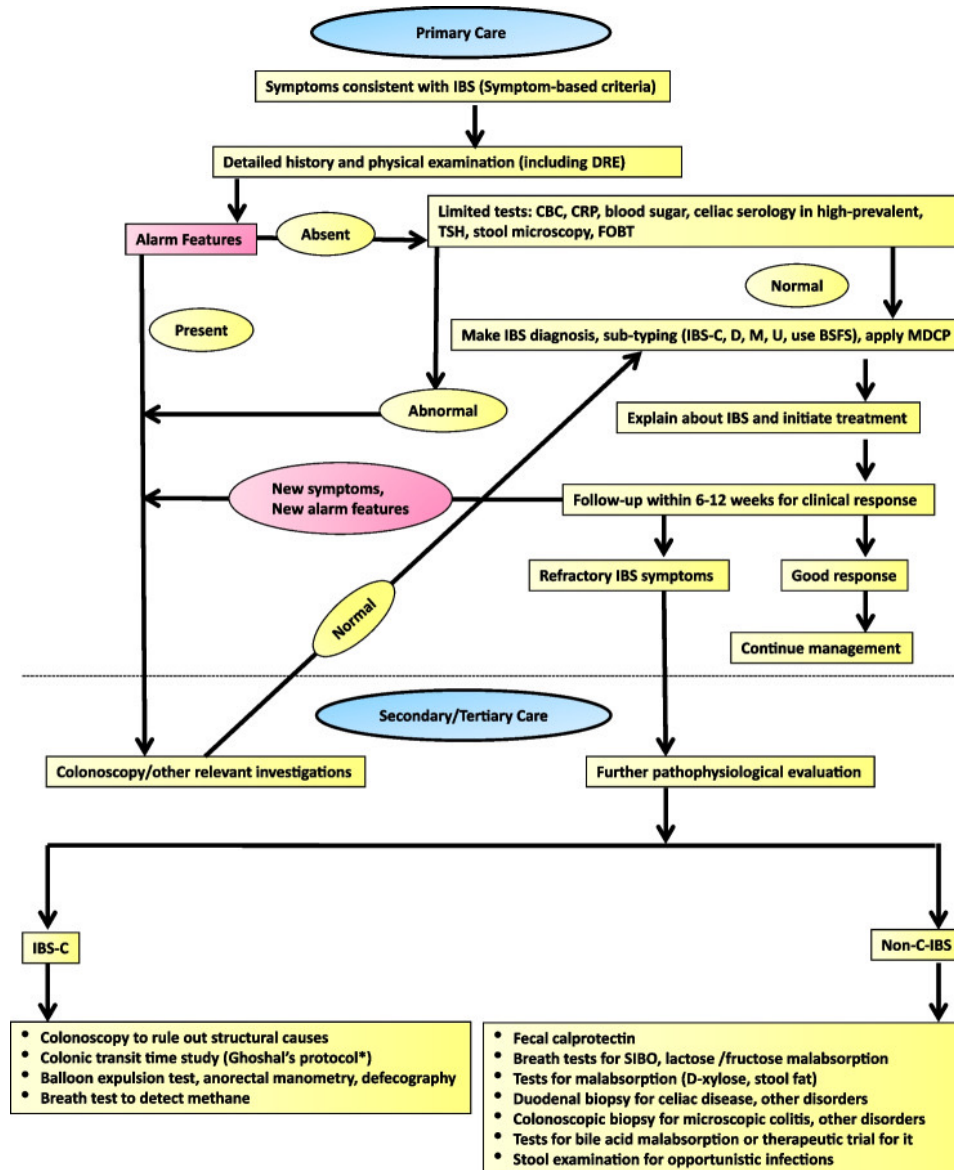 Primary Care
Symptoms consistent with IBS (Symptom-based criteria)
Detailed history and physical examination (including DRE)
Alarm Features
Absent
Limited tests: CBC, CRP, blood sugar, celiac serology in high-prevalent,
TSH, stool microscopy, FOBT
Present
Normal
Make IBS diagnosis, sub-typing (IBS-C, D, M, U, use BSFS), apply MDCP
Abnormal
Explain about IBS and initiate treatment
New symptoms,
New alarm features
Follow-up within 6-12 weeks for clinical response
Refractory IBS symptoms
Good response
Normal
Continue management
Secondary/Tertiary Care
Colonoscopy/other relevant investigations
Further pathophysiological evaluation
IBS-C
Non-C-IBS
• Colonoscopy to rule out structural causes
• Colonic transit time study (Ghoshal's protocol*)
• Balloon expulsion test, anorectal manometry, defecography
• Breath test to detect methane
• Fecal calprotectin
• Breath tests for SIBO, lactose /fructose malabsorption
• Tests for malabsorption (D-xylose, stool fat)
• Duodenal biopsy for celiac disease, other disorders
• Colonoscopic biopsy for microscopic colitis, other disorders
• Tests for bile acid malabsorption or therapeutic trial for it
• Stool examination for opportunistic infections